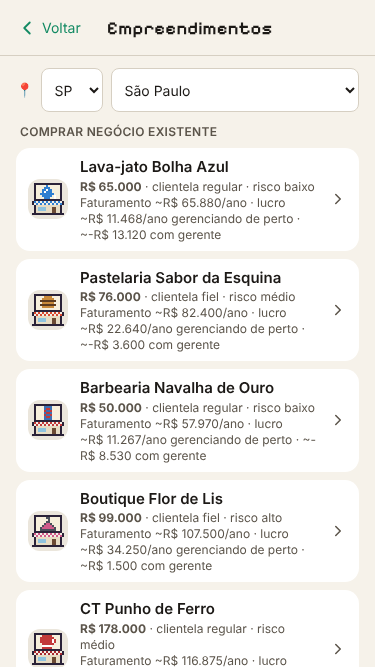 Voltar
Empreendimentos
SP
São Paulo
COMPRAR NEGÓCIO EXISTENTE
Lava-jato Bolha Azul
R$ 65.000 · clientela regular · risco baixo
Faturamento ~R$ 65.880/ano · lucro
~R$ 11.468/ano gerenciando de perto ·
~-R$ 13.120 com gerente
Pastelaria Sabor da Esquina
R$ 76.000 · clientela fiel · risco médio
Faturamento ~R$ 82.400/ano · lucro
~R$ 22.640/ano gerenciando de perto ·
~-R$ 3.600 com gerente
Barbearia Navalha de Ouro
R$ 50.000 · clientela regular · risco baixo
Faturamento ~R$ 57.970/ano · lucro
~R$ 11.267/ano gerenciando de perto · ~-
R$ 8.530 com gerente
Boutique Flor de Lis
R$ 99.000 · clientela fiel · risco alto
Faturamento ~R$ 107.500/ano · lucro
~R$ 34.250/ano gerenciando de perto ·
~R$ 1.500 com gerente
CT Punho de Ferro
R$ 178.000 · clientela regular · risco
médio
Faturamento ~R$ 116.875/ano · lucro